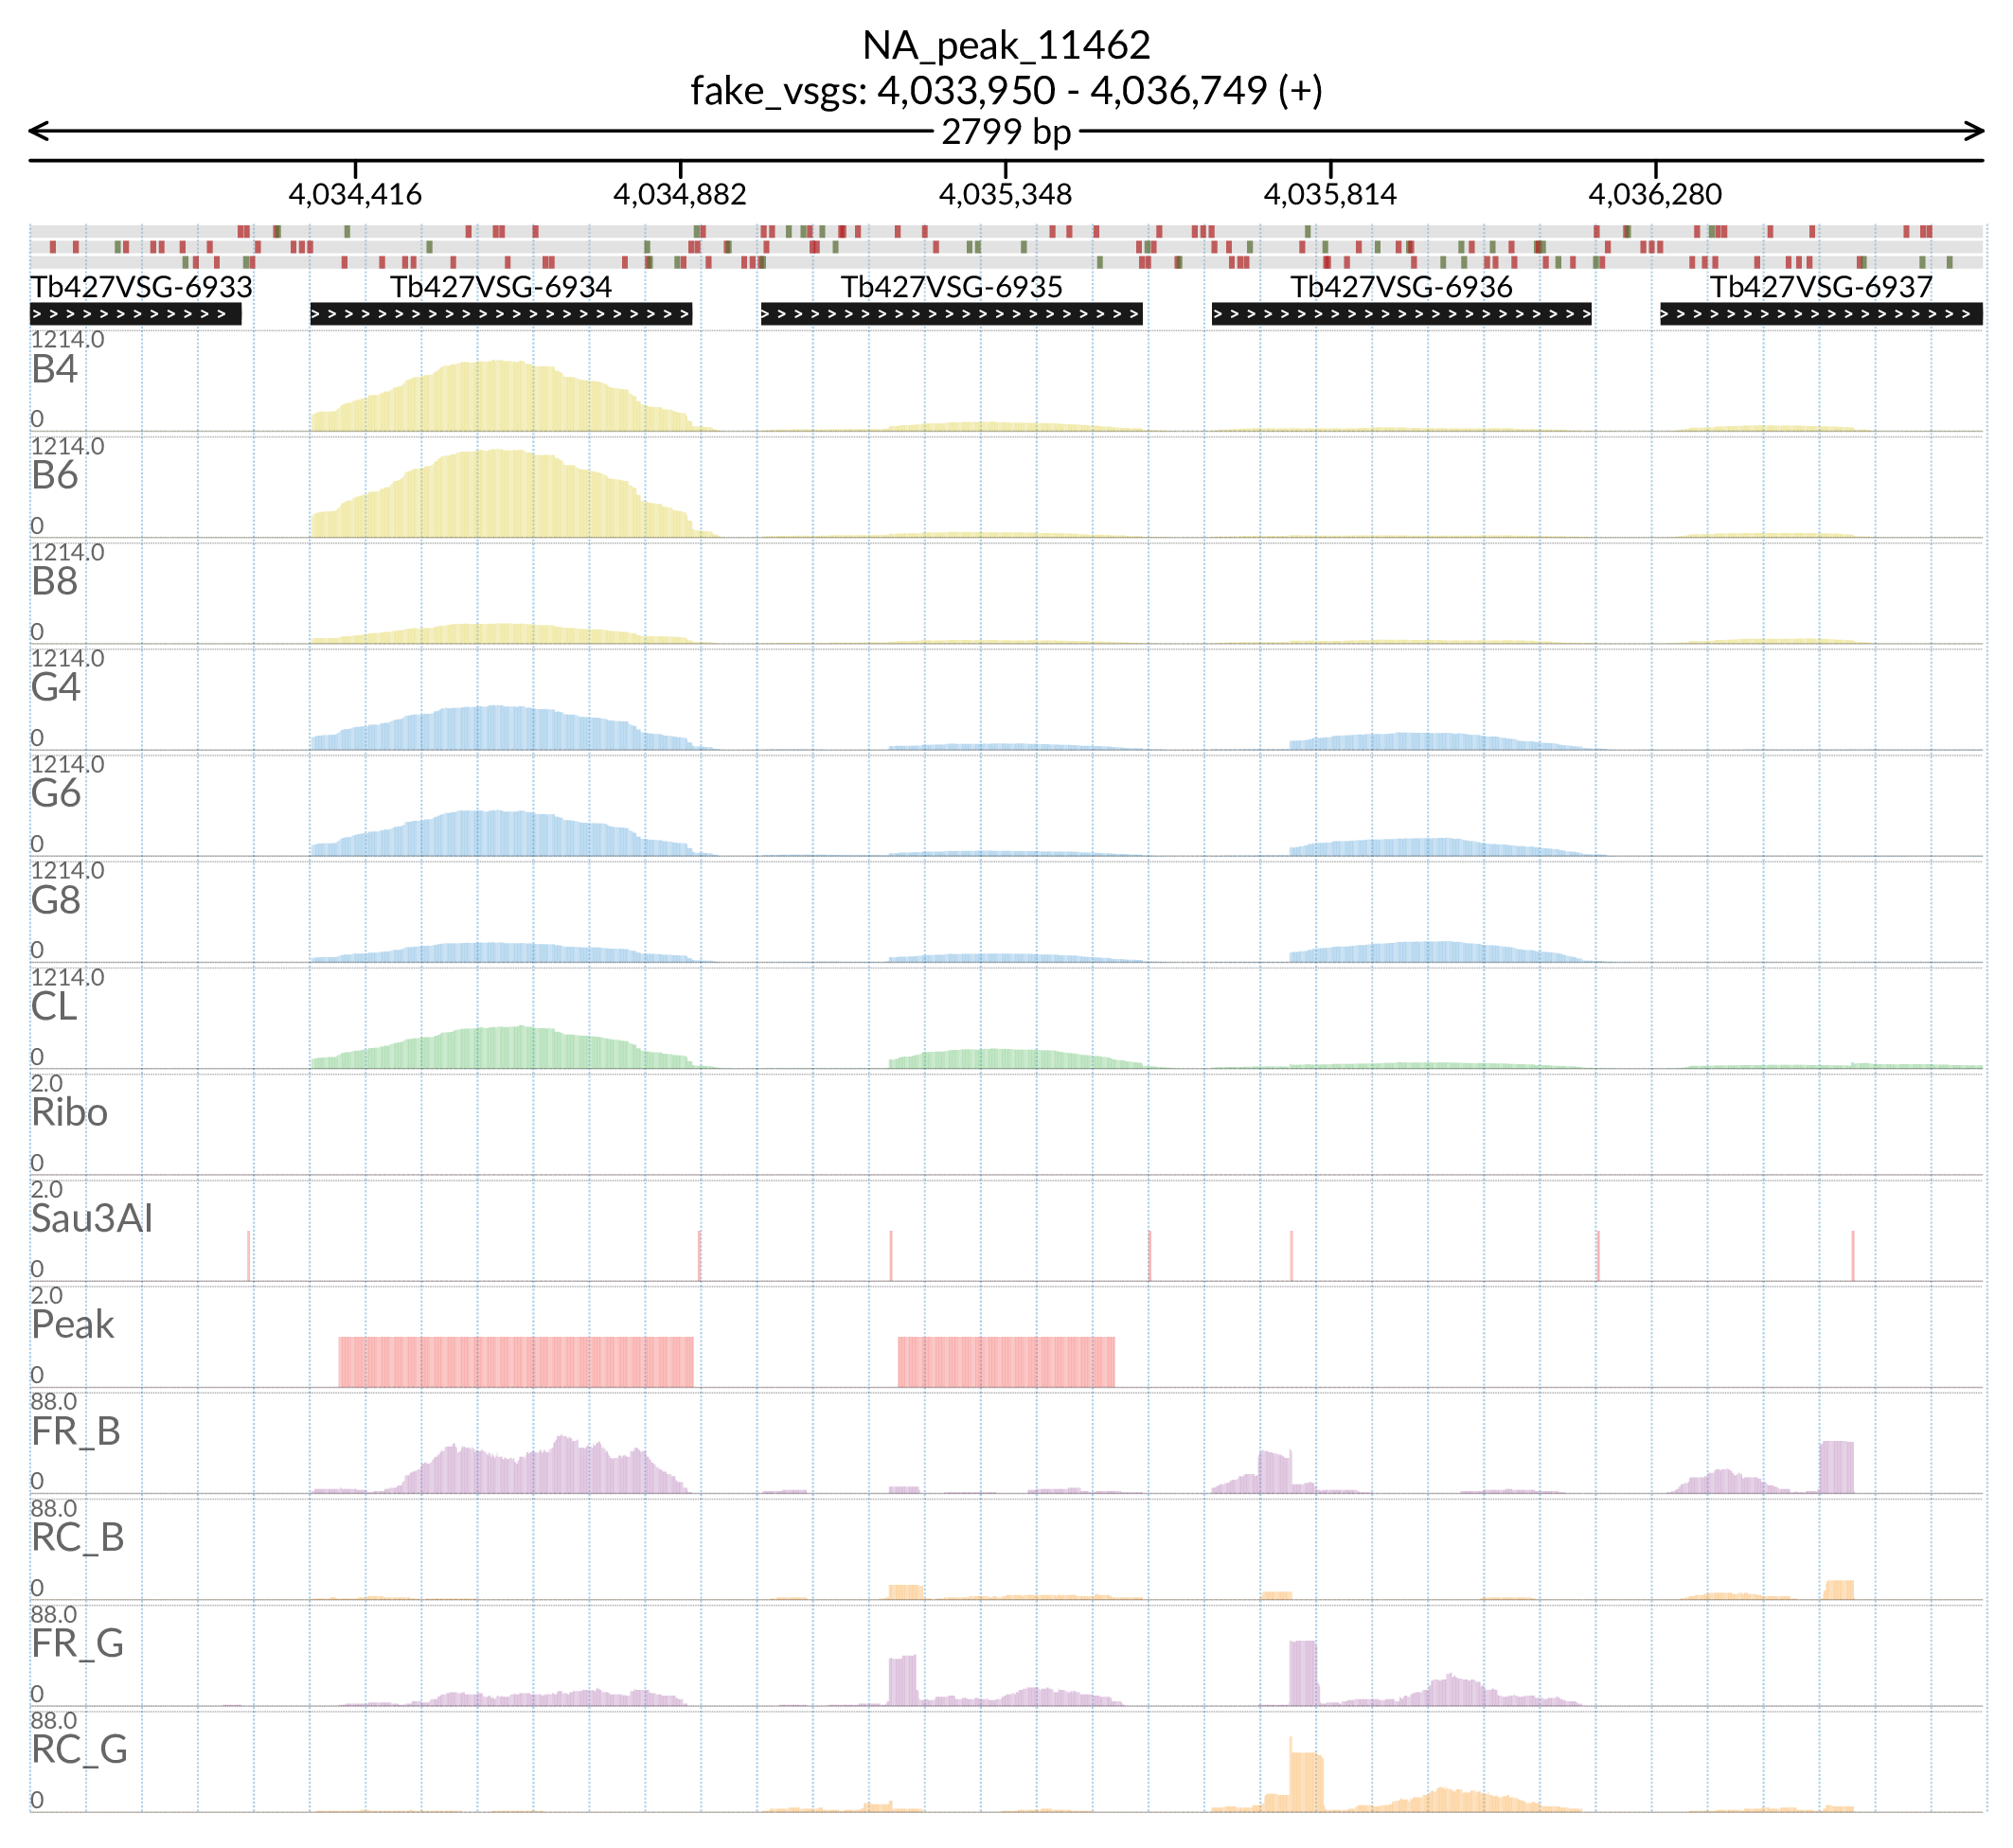 NA_peak_11462
fake_vsgs: 4,033,950 - 4,036,749 (+)
2799 bp
4,034,416 4,034,882 4,035,348 4,035,814 4,036,280
Tb427VSG-6933 Tb427VSG-6934 Tb427VSG-6935 Tb427VSG-6936 Tb427VSG-6937
1214.0
B4
0
1214.0
B6
0
1214.0
B8
0
1214.0
G4
0
1214.0
G6
0
1214.0
G8
0
1214.0
CL
0
2.0
Ribo
0
2.0
Sau3AI
0
2.0
Peak
0
88.0
FR_B
0
88.0
RC_B
0
88.0
FR_G
0
88.0
RC_G
0